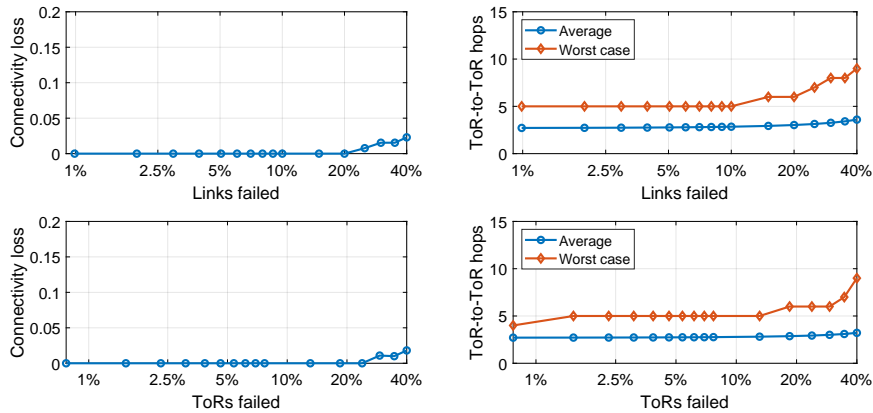 Connectivity loss
0.2
0.15
0.1
0.05
0
1% 2.5% 5% 10% 20% 40%
Links failed
ToR-to-ToR hops
15
10
5
0
Average
Worst case
1% 2.5% 5% 10% 20% 40%
Links failed
Connectivity loss
0.2
0.15
0.1
0.05
0
1% 2.5% 5% 10% 20% 40%
ToRs failed
ToR-to-ToR hops
15
10
5
0
Average
Worst case
1% 2.5% 5% 10% 20% 40%
ToRs failed